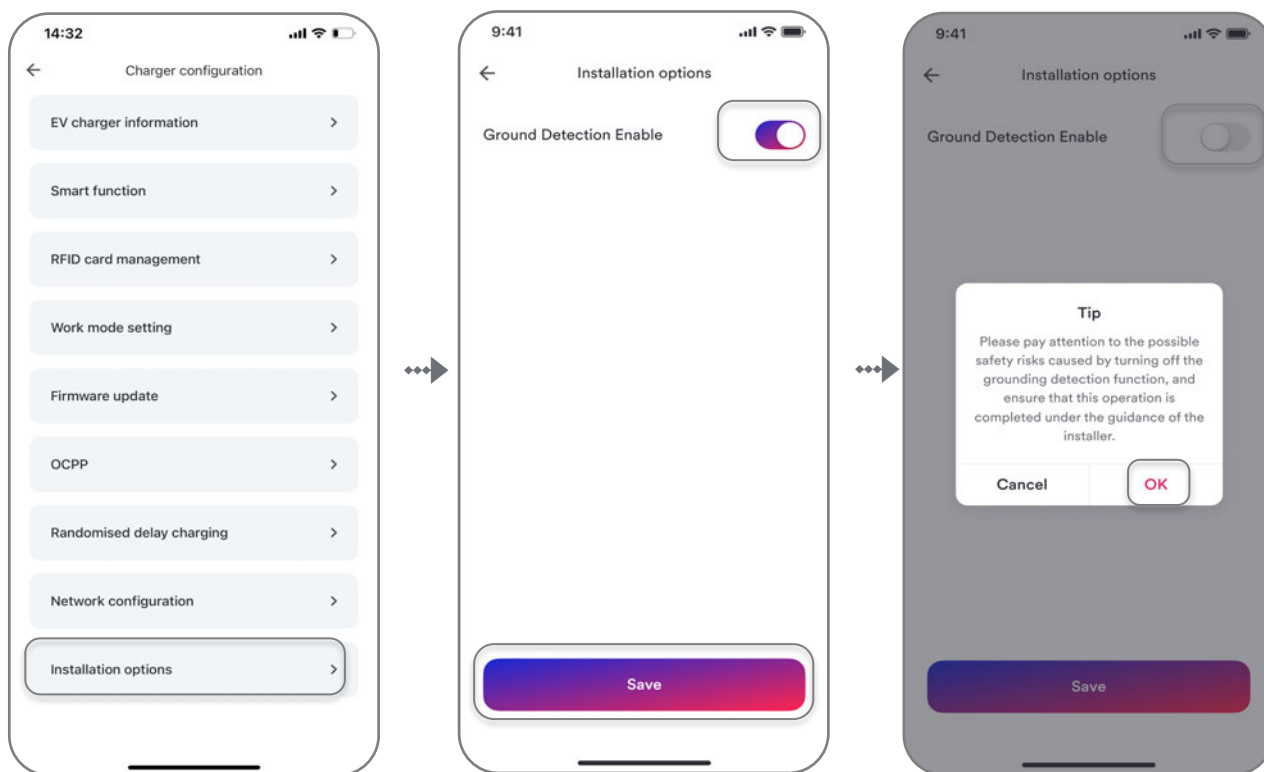 14:32
Charger configuration
EV charger information
Smart function
RFID card management
Work mode setting
Firmware update
OCPP
Randomised delay charging
Network configuration
Installation options
9:41
Installation options
Ground Detection Enable
Save
9:41
Installation options
Ground Detection Enable
Tip
Please pay attention to the possible
safety risks caused by turning off the
grounding detection function, and
ensure that this operation is
completed under the guidance of the
installer.
Cancel
OK
Save